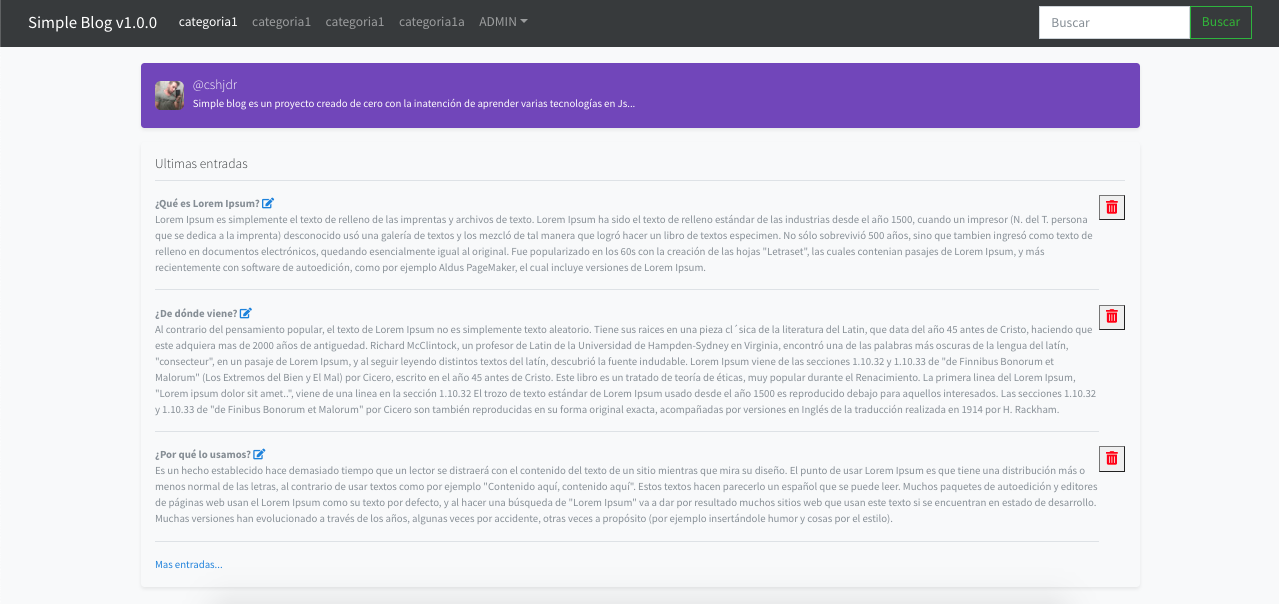 Simple Blog v1.0.0 categoria1 categoria1 categoria1 categoria1a ADMIN Buscar Buscar
@cshjdr
Simple blog es un proyecto creado de cero con la inatención de aprender varias tecnologías en Js...
Ultimas entradas
¿Qué es Lorem Ipsum?
Lorem Ipsum es simplemente el texto de relleno de las imprentas y archivos de texto. Lorem Ipsum ha sido el texto de relleno estándar de las industrias desde el año 1500, cuando un impresor (N. del T. persona
que se dedica a la imprenta) desconocido usó una galería de textos y los mezcló de tal manera que logró hacer un libro de textos especimen. No sólo sobrevivió 500 años, sino que tambien ingresó como texto de
relleno en documentos electrónicos, quedando esencialmente igual al original. Fue popularizado en los 60s con la creación de las hojas "Letraset", las cuales contenian pasajes de Lorem Ipsum, y más
recientemente con software de autoedición, como por ejemplo Aldus PageMaker, el cual incluye versiones de Lorem Ipsum.
¿De dónde viene?
Al contrario del pensamiento popular, el texto de Lorem Ipsum no es simplemente texto aleatorio. Tiene sus raices en una pieza cl´sica de la literatura del Latin, que data del año 45 antes de Cristo, haciendo que
este adquiera mas de 2000 años de antiguedad. Richard McClintock, un profesor de Latin de la Universidad de Hampden-Sydney en Virginia, encontró una de las palabras más oscuras de la lengua del latín,
"consecteur", en un pasaje de Lorem Ipsum, y al seguir leyendo distintos textos del latín, descubrió la fuente indudable. Lorem Ipsum viene de las secciones 1.10.32 y 1.10.33 de "de Finnibus Bonorum et
Malorum" (Los Extremos del Bien y El Mal) por Cicero, escrito en el año 45 antes de Cristo. Este libro es un tratado de teoría de éticas, muy popular durante el Renacimiento. La primera linea del Lorem Ipsum,
"Lorem ipsum dolor sit amet..", viene de una linea en la sección 1.10.32 El trozo de texto estándar de Lorem Ipsum usado desde el año 1500 es reproducido debajo para aquellos interesados. Las secciones 1.10.32
y 1.10.33 de "de Finibus Bonorum et Malorum" por Cicero son también reproducidas en su forma original exacta, acompañadas por versiones en Inglés de la traducción realizada en 1914 por H. Rackham.
¿Por qué lo usamos?
Es un hecho establecido hace demasiado tiempo que un lector se distraerá con el contenido del texto de un sitio mientras que mira su diseño. El punto de usar Lorem Ipsum es que tiene una distribución más o
menos normal de las letras, al contrario de usar textos como por ejemplo "Contenido aquí, contenido aquí". Estos textos hacen parecerlo un español que se puede leer. Muchos paquetes de autoedición y editores
de páginas web usan el Lorem Ipsum como su texto por defecto, y al hacer una búsqueda de "Lorem Ipsum" va a dar por resultado muchos sitios web que usan este texto si se encuentran en estado de desarrollo.
Muchas versiones han evolucionado a través de los años, algunas veces por accidente, otras veces a propósito (por ejemplo insertándole humor y cosas por el estilo).
Mas entradas...